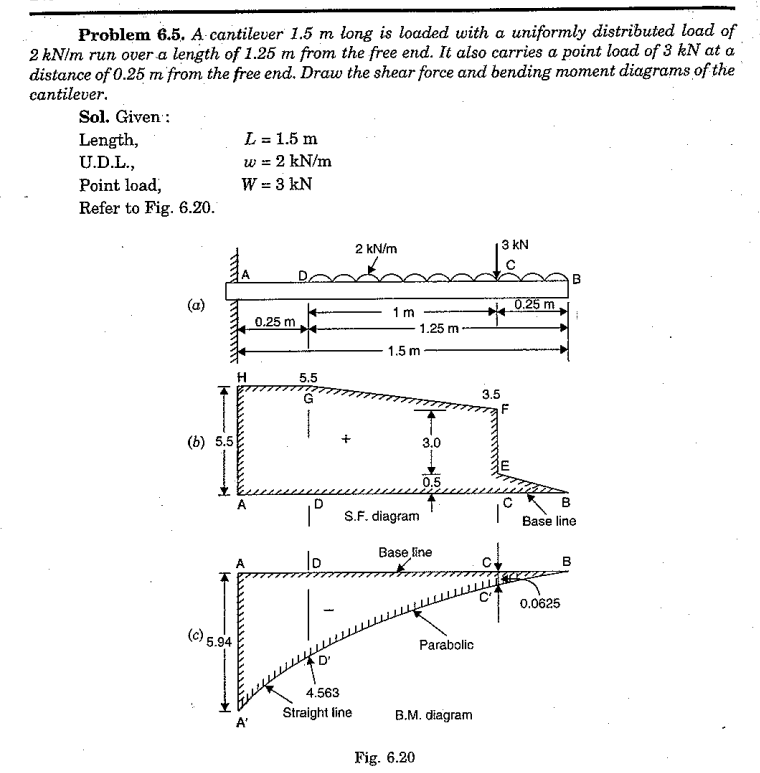 Problem 6.5. A cantilever 1.5 m long is loaded with a uniformly distributed load of
2 kN/m run over a length of 1.25 m from the free end. It also carries a point load of 3 kN at a
distance of 0.25 m from the free end. Draw the shear force and bending moment diagrams of the
cantilever.
Sol. Given :
Length, L = 1.5 m
U.D.L., w = 2 kN/m
Point load, W = 3 kN
Refer to Fig. 6.20.
2 kN/m 3 kN
A D C B
(a)
1 m 0.25 m
0.25 m 1.25 m
1.5 m
H 5.5 3.5
G F
(b) 5.5 + 3.0
E
0.5
A D C B
S.F. diagram Base line
Base line
A D C B
C' 0.0625
–
(c) 5.94 Parabolic
D'
4.563
Straight line B.M. diagram
A'
Fig. 6.20